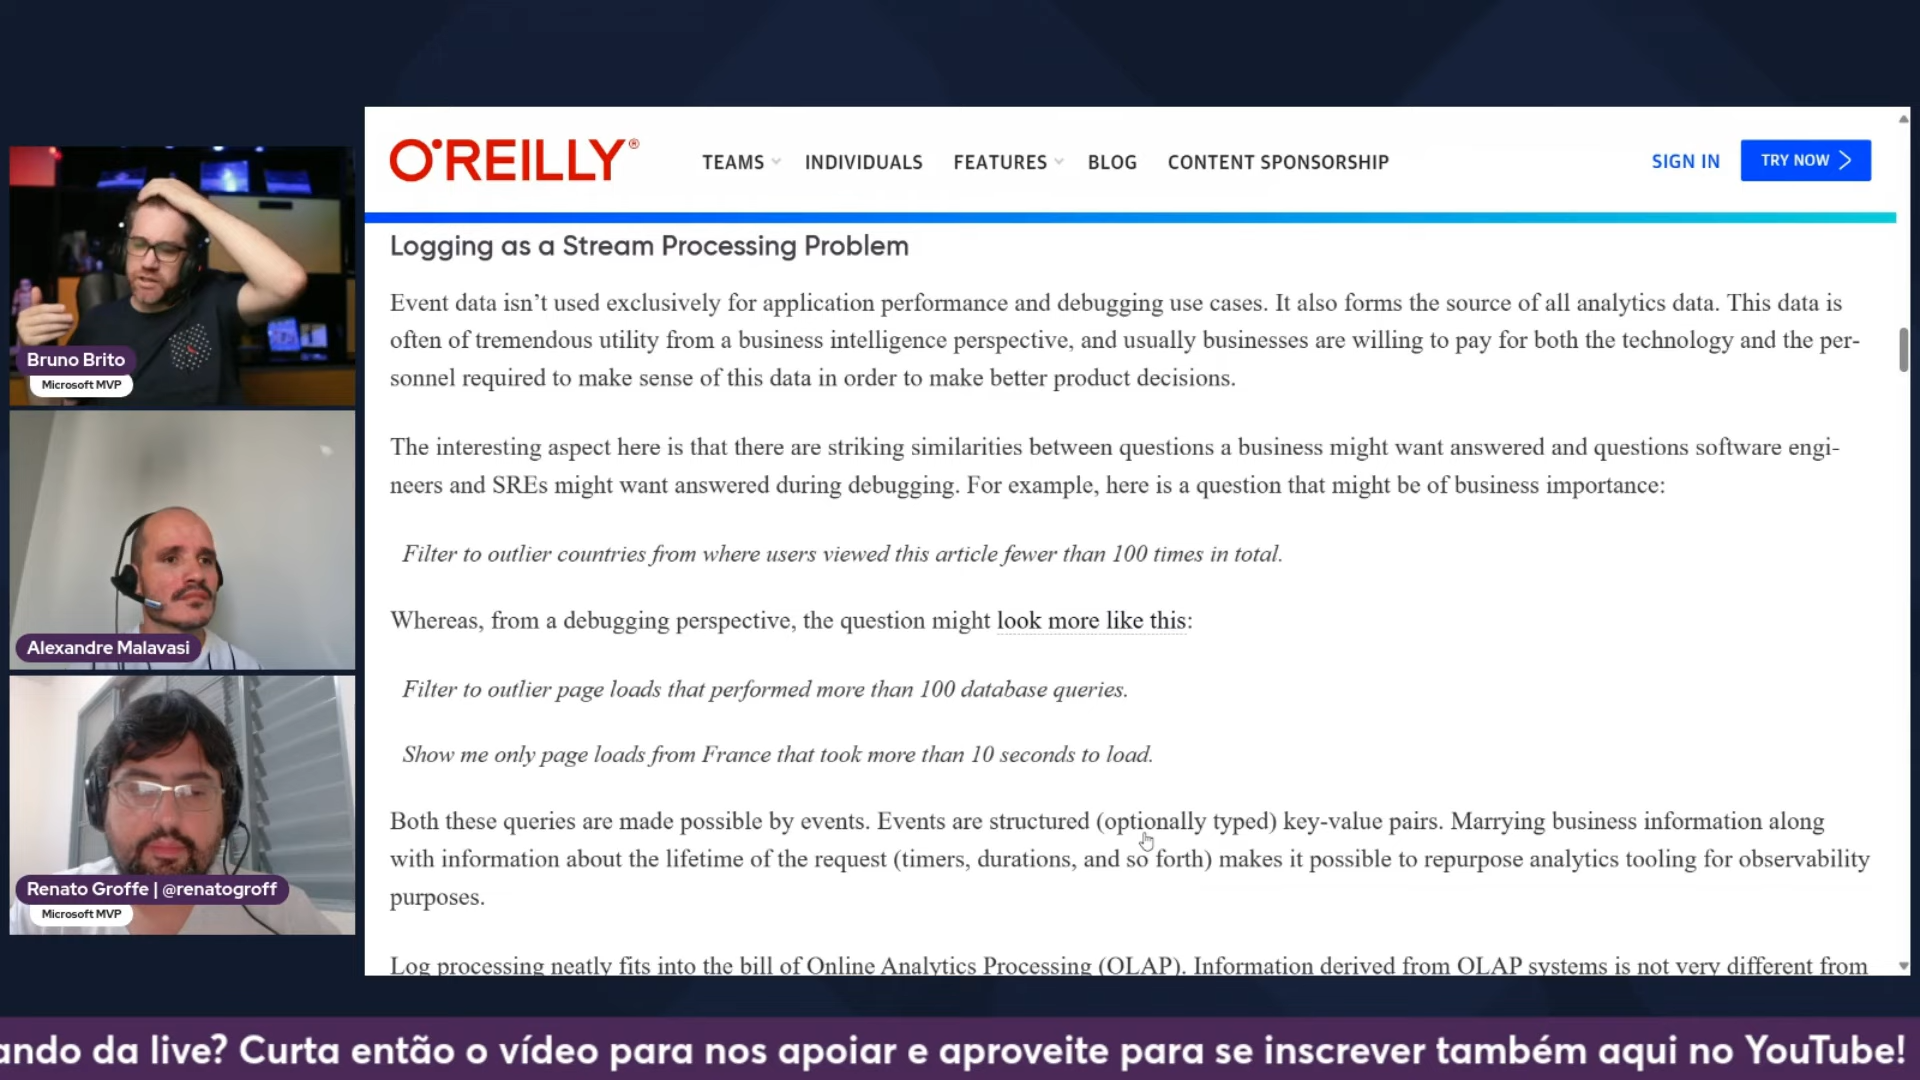 O'REILLY®
TEAMS
INDIVIDUALS
FEATURES
BLOG
CONTENT SPONSORSHIP
SIGN IN
TRY NOW
Logging as a Stream Processing Problem
Event data isn’t used exclusively for application performance and debugging use cases. It also forms the source of all analytics data. This data is
often of tremendous utility from a business intelligence perspective, and usually businesses are willing to pay for both the technology and the per-
sonnel required to make sense of this data in order to make better product decisions.
The interesting aspect here is that there are striking similarities between questions a business might want answered and questions software engi-
neers and SREs might want answered during debugging. For example, here is a question that might be of business importance:
Filter to outlier countries from where users viewed this article fewer than 100 times in total.
Whereas, from a debugging perspective, the question might look more like this:
Filter to outlier page loads that performed more than 100 database queries.
Show me only page loads from France that took more than 10 seconds to load.
Both these queries are made possible by events. Events are structured (optionally typed) key-value pairs. Marrying business information along
with information about the lifetime of the request (timers, durations, and so forth) makes it possible to repurpose analytics tooling for observability
purposes.
Log processing neatly fits into the bill of Online Analytics Processing (OLAP). Information derived from OLAP systems is not very different from
Bruno Brito
Microsoft MVP
Alexandre Malavasi
Renato Groffe | @renatogroff
Microsoft MVP
ando da live? Curta então o vídeo para nos apoiar e aproveite para se inscrever também aqui no YouTube!